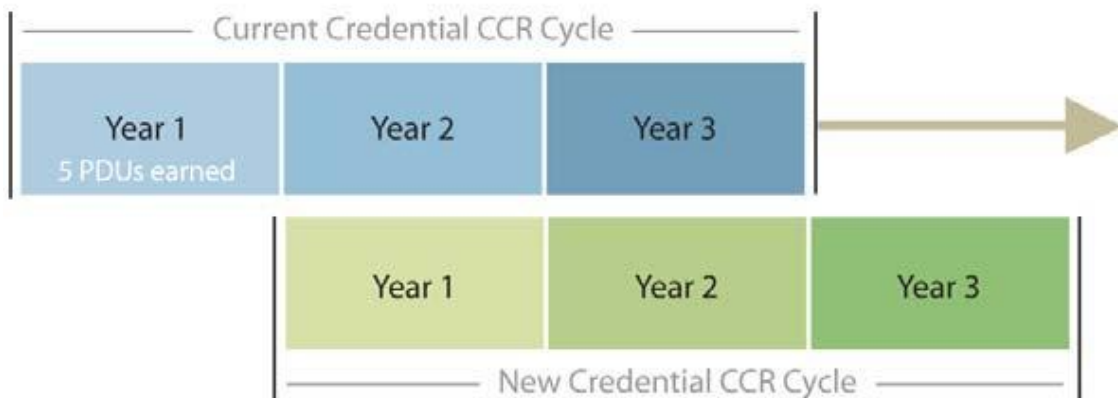 Current Credential CCR Cycle
Year 1
Year 2
Year 3
5 PDUs earned
Year 1
Year 2
Year 3
New Credential CCR Cycle